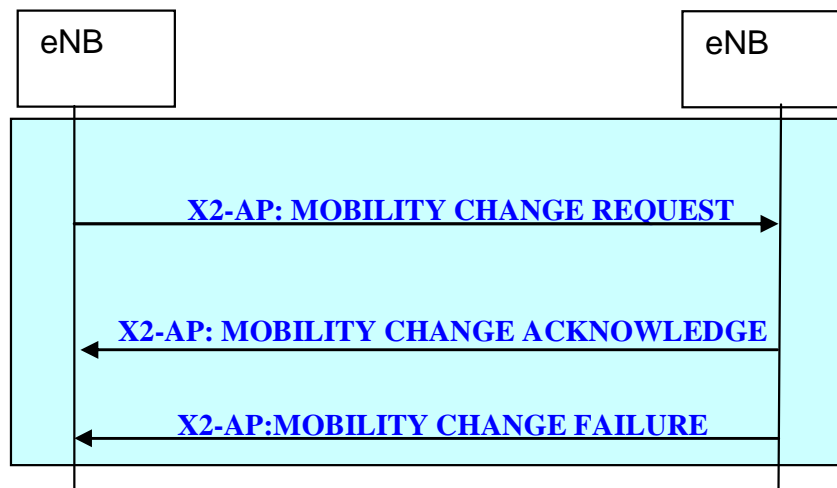 eNB
eNB
X2-AP: MOBILITY CHANGE REQUEST
X2-AP: MOBILITY CHANGE ACKNOWLEDGE
X2-AP:MOBILITY CHANGE FAILURE